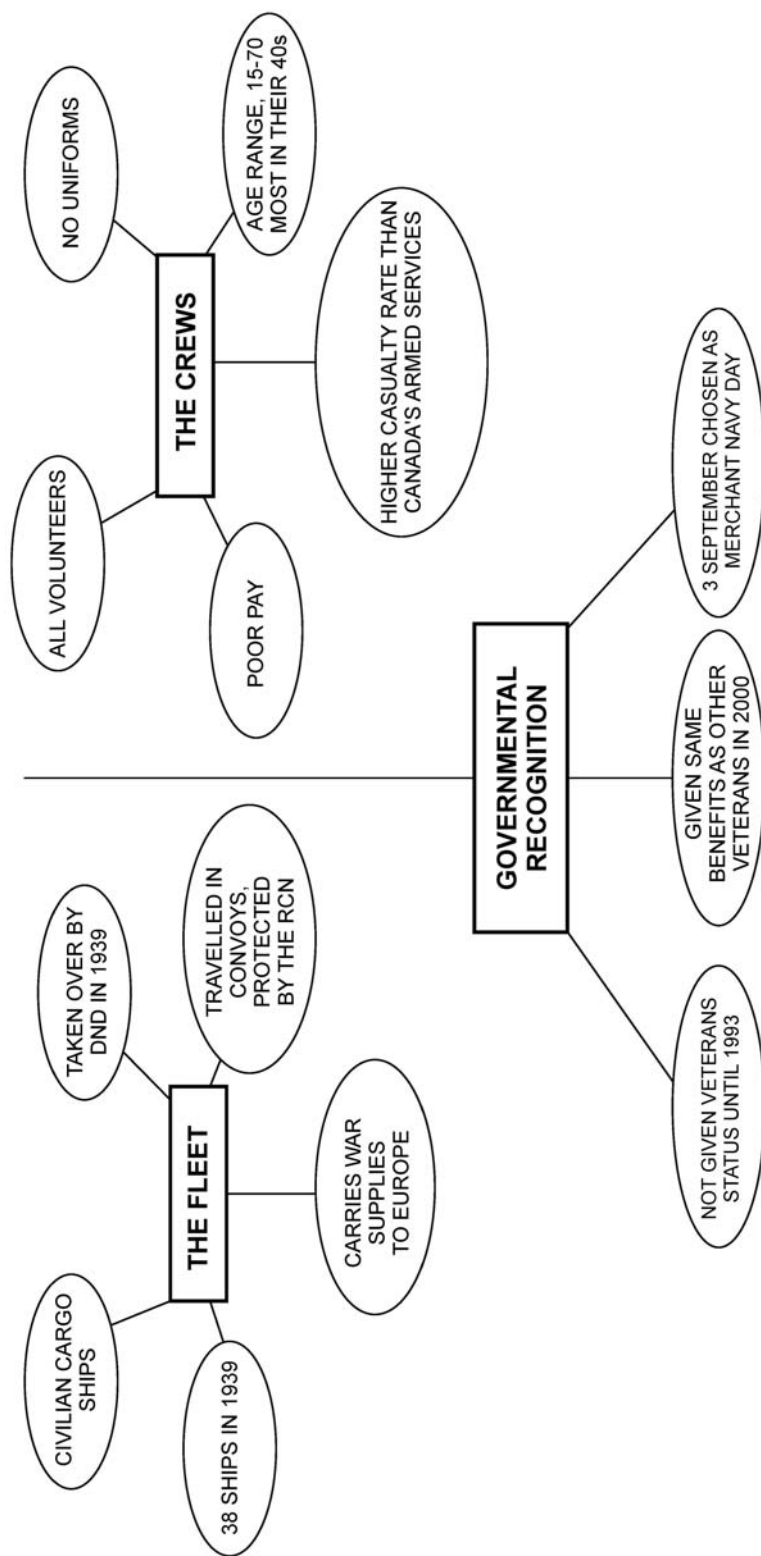 THE FLEET
CIVILIAN CARGO
SHIPS
TAKEN OVER BY
DND IN 1939
38 SHIPS IN 1939
TRAVELLED IN
CONVOYS,
PROTECTED
BY THE RCN
CARRIES WAR
SUPPLIES
TO EUROPE
THE CREWS
ALL VOLUNTEERS
NO UNIFORMS
POOR PAY
AGE RANGE, 15-70
MOST IN THEIR 40s
HIGHER CASUALTY RATE THAN
CANADA'S ARMED SERVICES
GOVERNMENTAL
RECOGNITION
NOT GIVEN VETERANS
STATUS UNTIL 1993
GIVEN SAME
BENEFITS AS OTHER
VETERANS IN 2000
3 SEPTEMBER CHOSEN AS
MERCHANT NAVY DAY